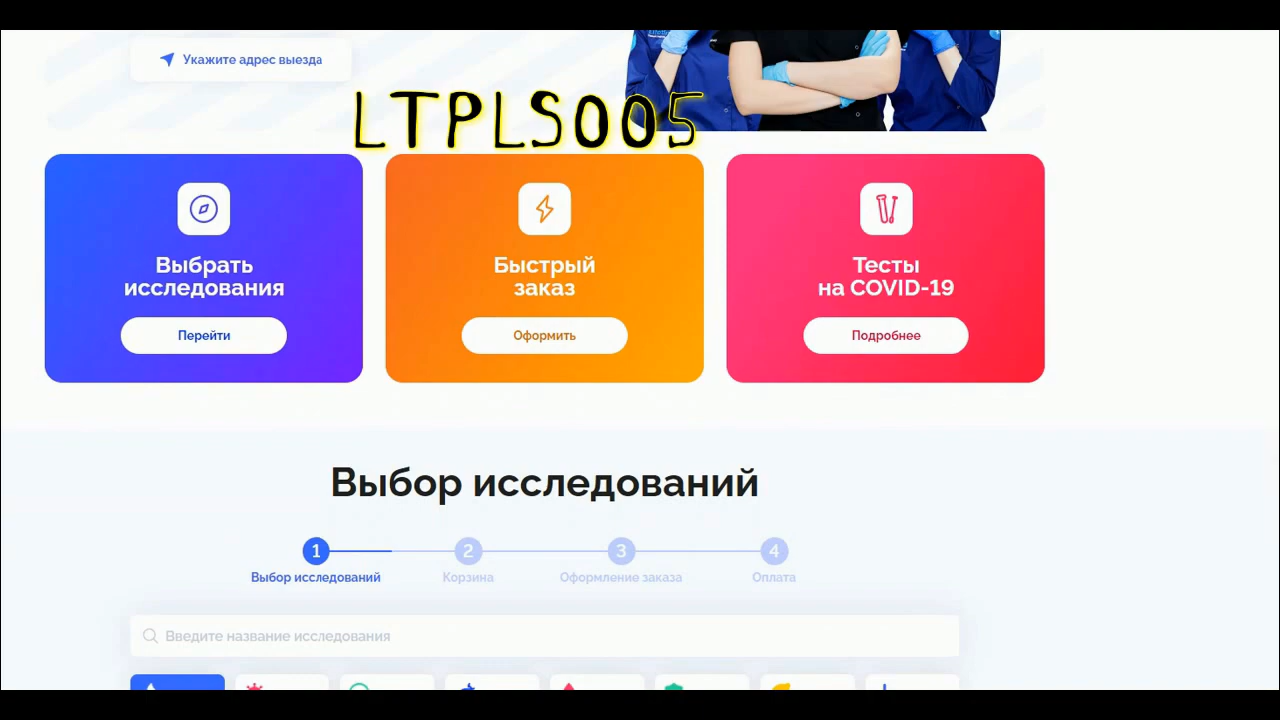 Укажите адрес выезда
LTPLS005
Выбрать
исследования
Перейти
Быстрый
заказ
Оформить
Тесты
на COVID-19
Подробнее
Выбор исследований
1
2
3
4
Выбор исследований
Корзина
Оформление заказа
Оплата
Введите название исследования